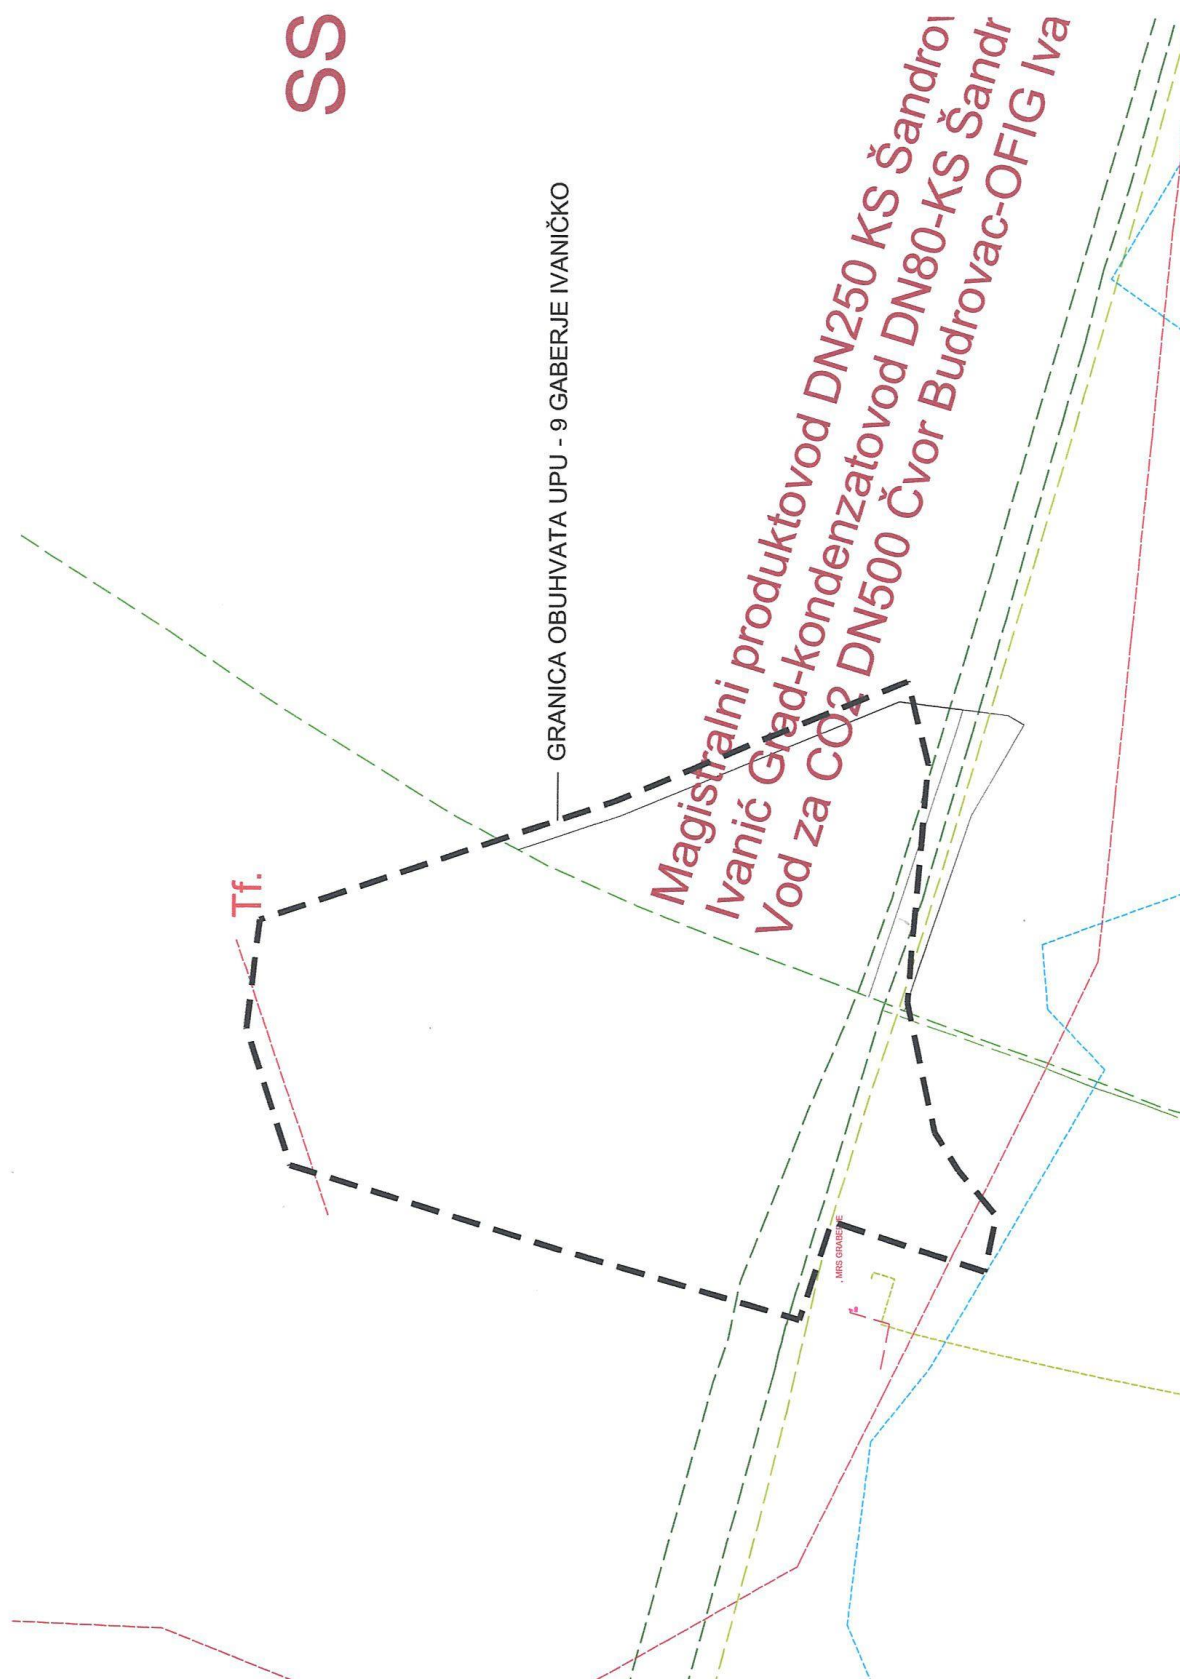 SS
GRANICA OBUHVATA UPU - 9 GABERJE IVANIČKO
Magistralni produktovod DN250 KS Šandrov
Ivanić Grad-kondenzatovod DN80-KS Šandr
Vod za CO2 DN500 Čvor Budrovac-OFIG Iva
Tf.
MRS GRABERJE